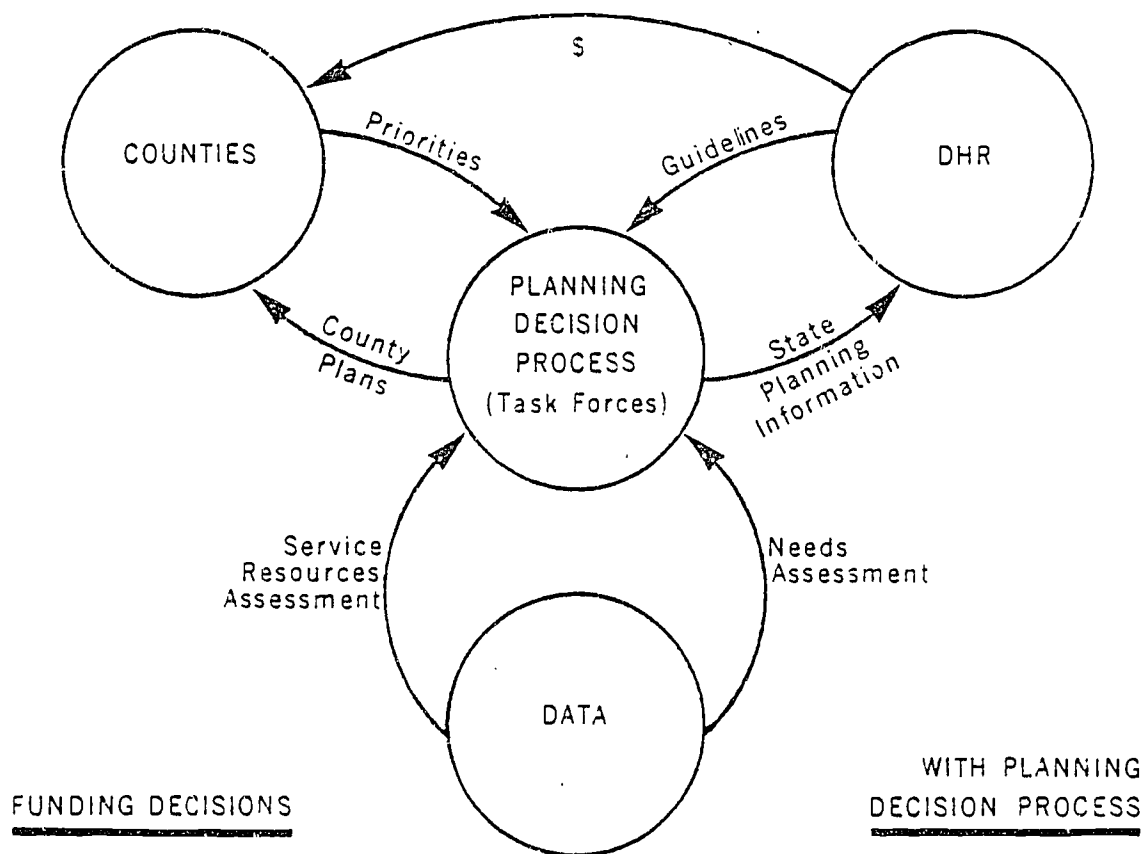 $
COUNTIES
Priorities
Guidelines
DHR
PLANNING
DECISION
PROCESS
(Task Forces)
County
Plans
State
Planning
Information
Service
Resources
Assessment
Needs
Assessment
DATA
FUNDING DECISIONS
WITH PLANNING
DECISION PROCESS